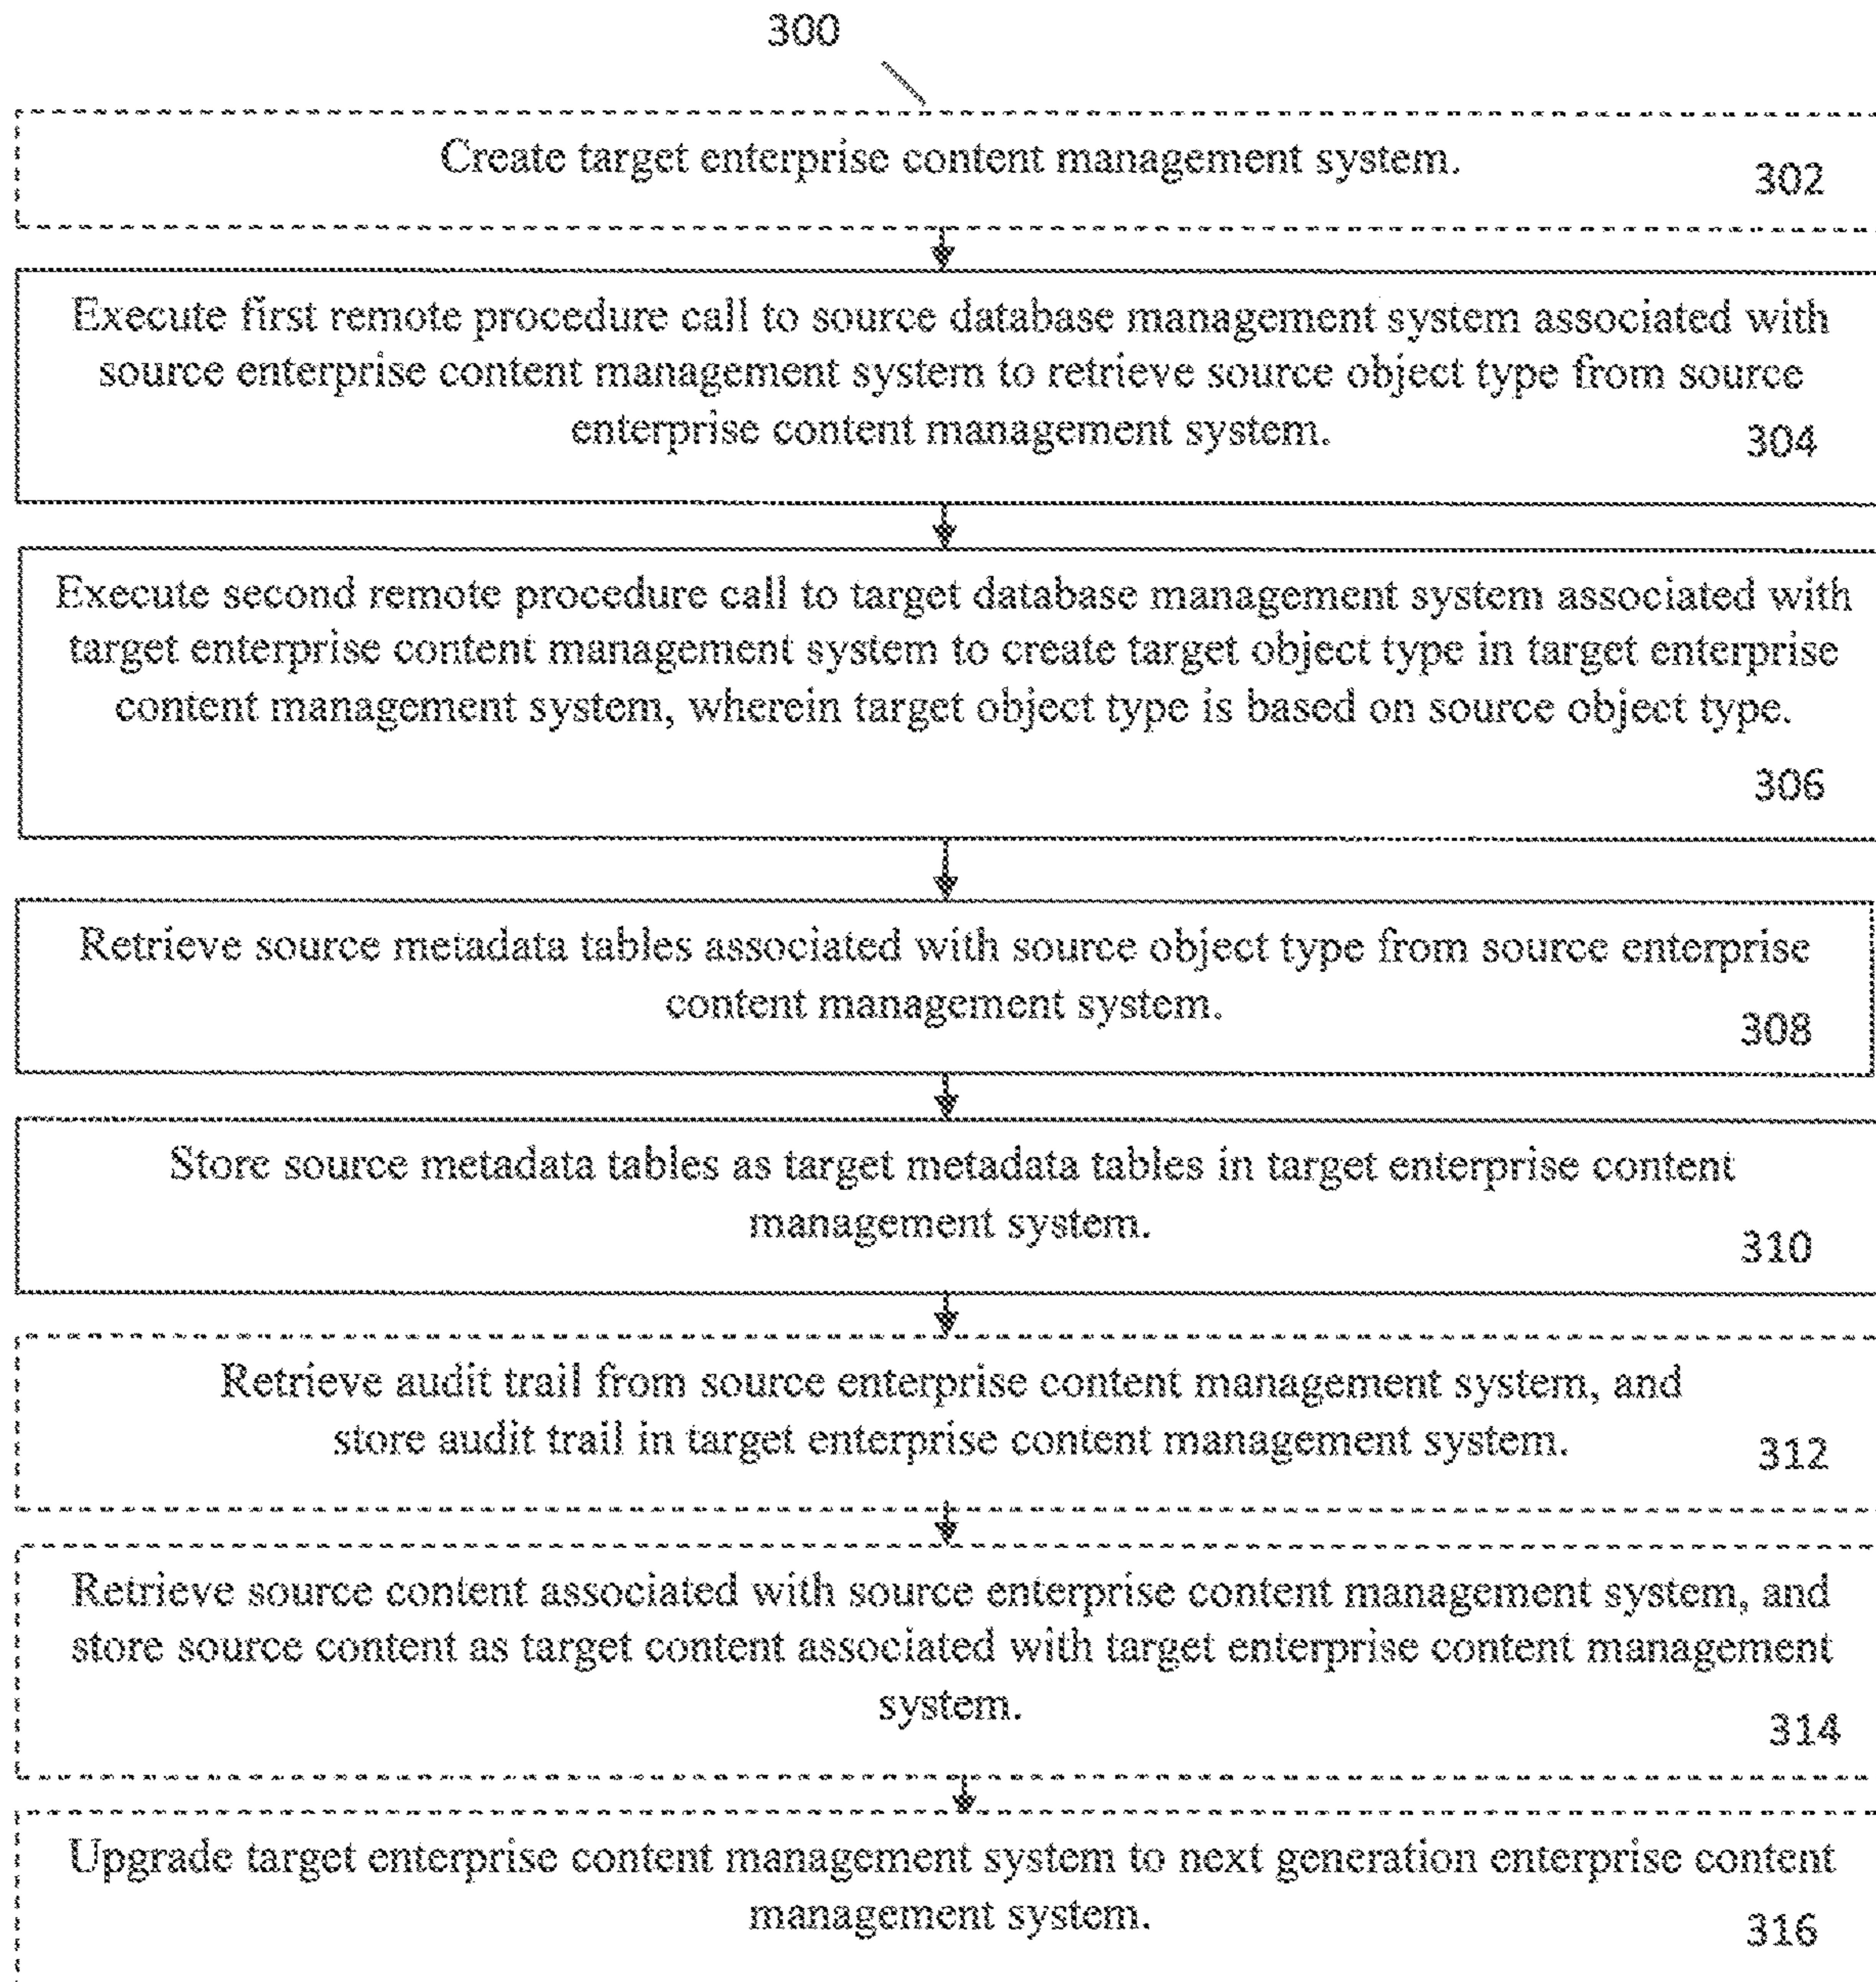 300
Create target enterprise content management system.
302
Execute first remote procedure call to source database management system associated with
source enterprise content management system to retrieve source object type from source
enterprise content management system.
304
Execute second remote procedure call to target database management system associated with
target enterprise content management system to create target object type in target enterprise
content management system, wherein target object type is based on source object type.
306
Retrieve source metadata tables associated with source object type from source enterprise
content management system.
308
Store source metadata tables as target metadata tables in target enterprise content
management system.
310
Retrieve audit trail from source enterprise content management system, and
store audit trail in target enterprise content management system.
312
Retrieve source content associated with source enterprise content management system, and
store source content as target content associated with target enterprise content management
system.
314
Upgrade target enterprise content management system to next generation enterprise content
management system.
316